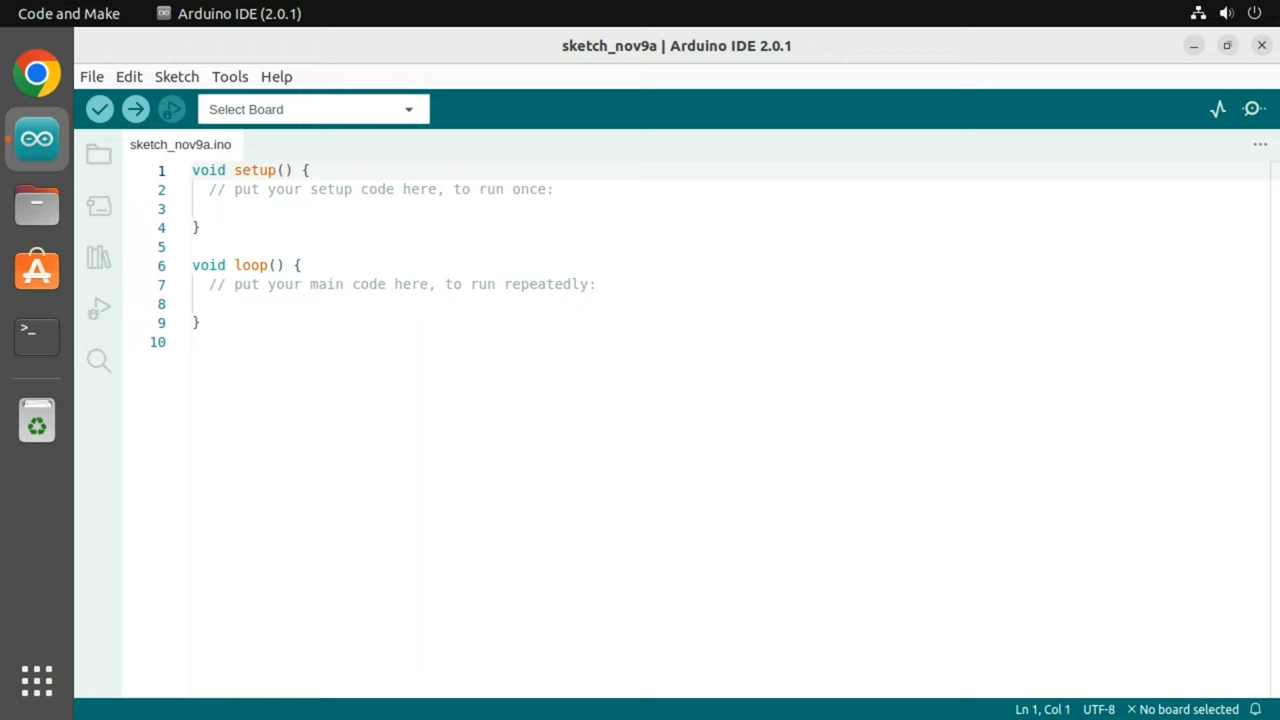 Code and Make
Arduino IDE (2.0.1)
sketch_nov9a | Arduino IDE 2.0.1
File Edit Sketch Tools Help
Select Board
sketch_nov9a.ino
1 void setup() {
2 // put your setup code here, to run once:
3
4 }
5
6 void loop() {
7 // put your main code here, to run repeatedly:
8
9 }
10
>_
Ln 1, Col 1 UTF-8 × No board selected